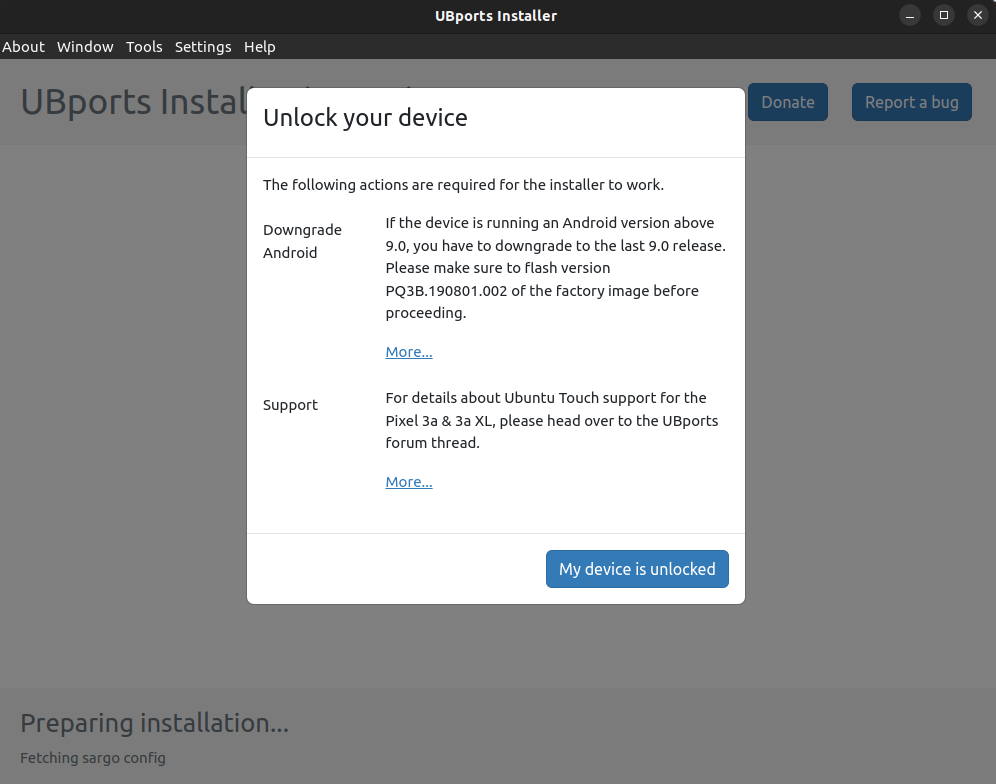 UBports Installer
About Window Tools Settings Help
UBports Instal
Donate
Report a bug
Unlock your device
The following actions are required for the installer to work.
Downgrade
Android
If the device is running an Android version above
9.0, you have to downgrade to the last 9.0 release.
Please make sure to flash version
PQ3B.190801.002 of the factory image before
proceeding.
More...
Support
For details about Ubuntu Touch support for the
Pixel 3a & 3a XL, please head over to the UBports
forum thread.
More...
My device is unlocked
Preparing installation...
Fetching sargo config